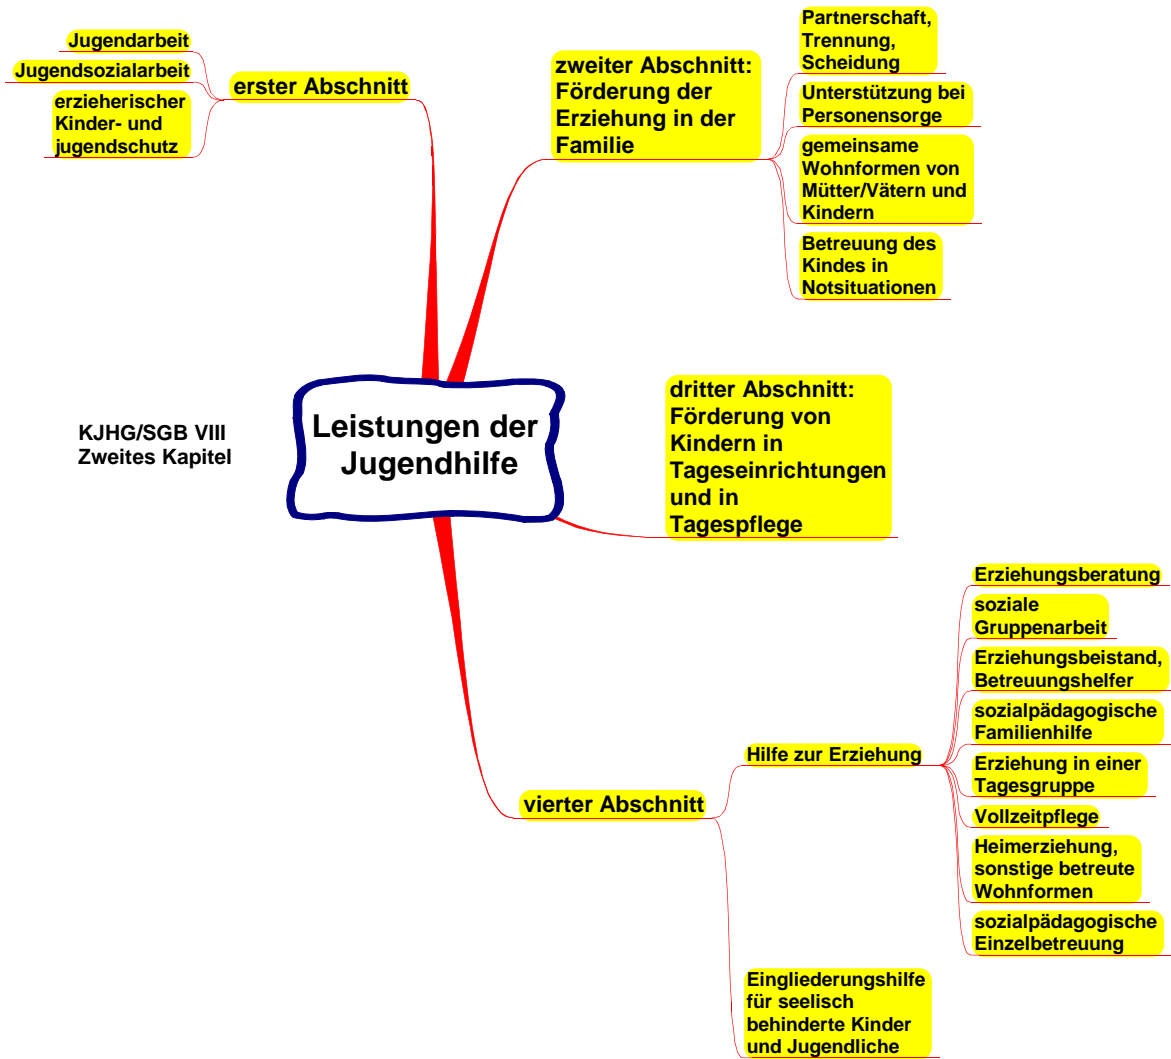 Leistungen der
Jugendhilfe
KJHG/SGB VIII
Zweites Kapitel
erster Abschnitt
Jugendarbeit
Jugendsozialarbeit
erzieherischer
Kinder- und
jugendschutz
zweiter Abschnitt:
Förderung der
Erziehung in der
Familie
Partnerschaft,
Trennung,
Scheidung
Unterstützung bei
Personensorge
gemeinsame
Wohnformen von
Mütter/Vätern und
Kindern
Betreuung des
Kindes in
Notsituationen
dritter Abschnitt:
Förderung von
Kindern in
Tageseinrichtungen
und in
Tagespflege
vierter Abschnitt
Hilfe zur Erziehung
Erziehungsberatung
soziale
Gruppenarbeit
Erziehungsbeistand,
Betreuungshelfer
sozialpädagogische
Familienhilfe
Erziehung in einer
Tagesgruppe
Vollzeitpflege
Heimerziehung,
sonstige betreute
Wohnformen
sozialpädagogische
Einzelbetreuung
Eingliederungshilfe
für seelisch
behinderte Kinder
und Jugendliche